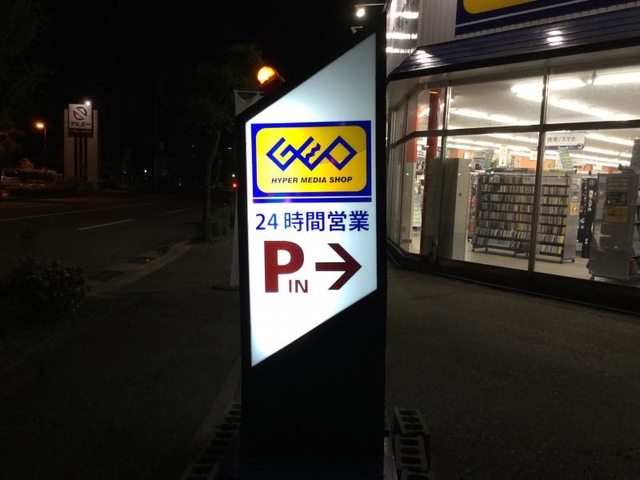 GEO
HYPER MEDIA SHOP
24時間営業
P IN